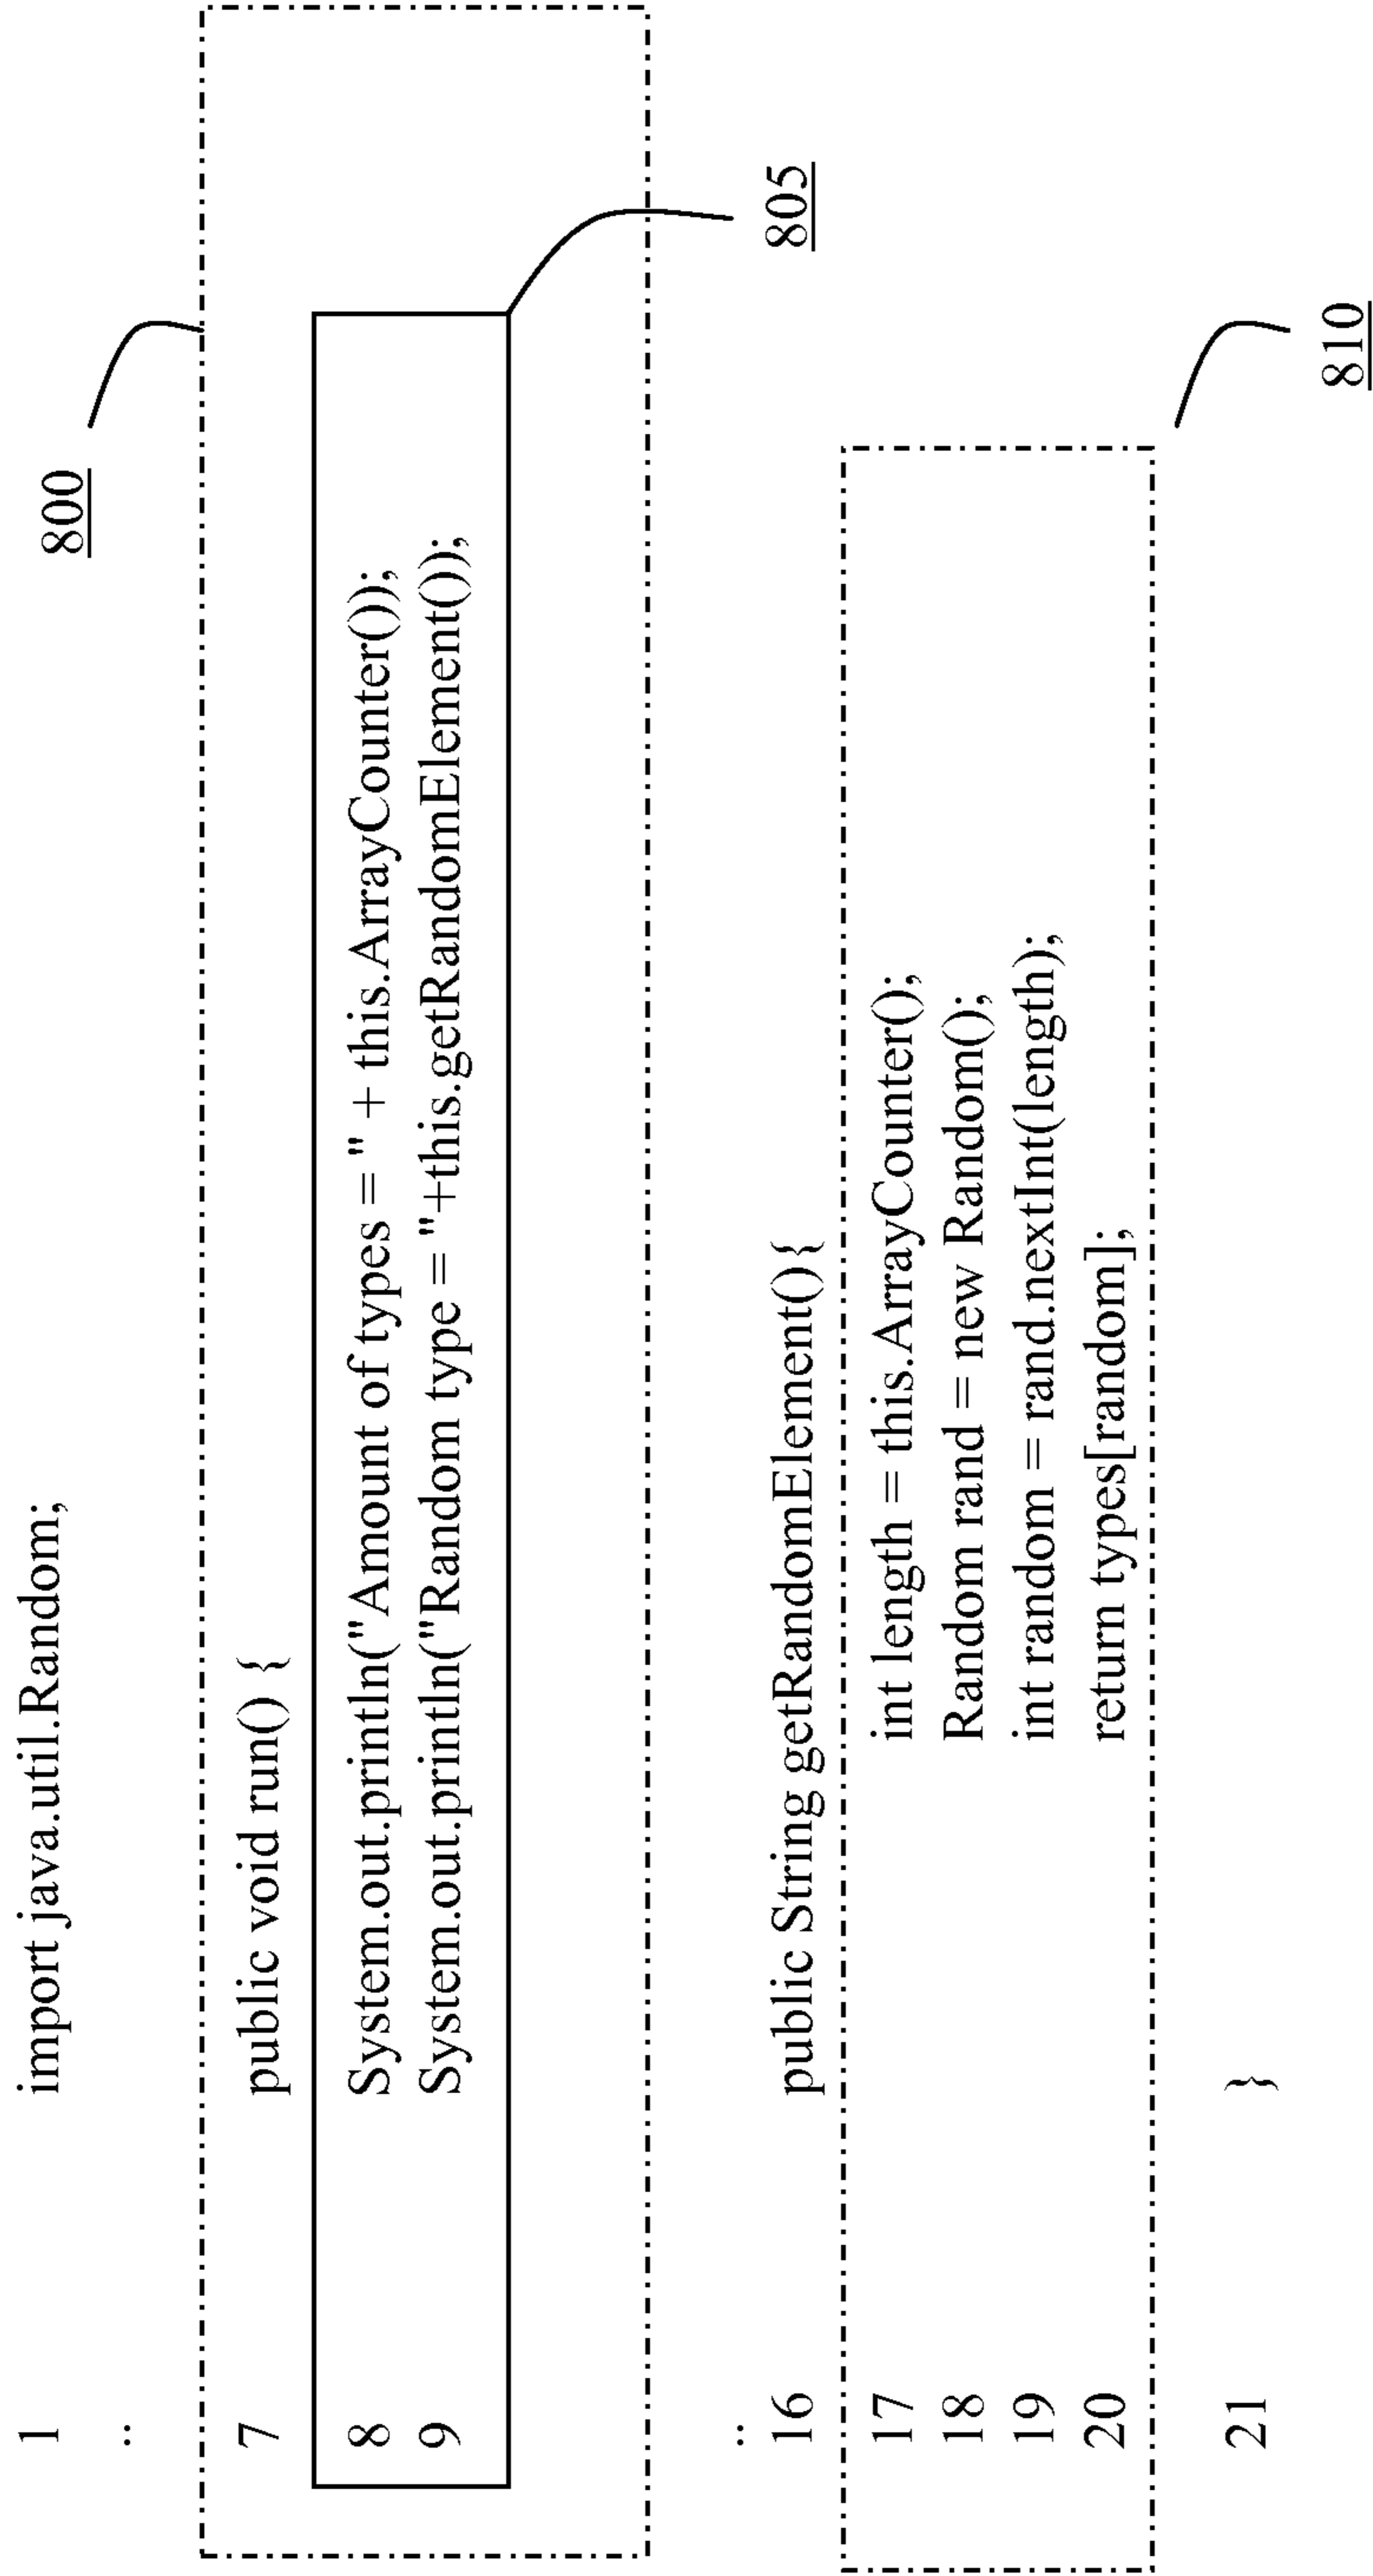 1 import java.util.Random;
800
:
7 public void run() {
8 System.out.println("Amount of types =" + this.ArrayCounter());
9 System.out.println("Random type ="+this.getRandomElement());
:
805
16 public String getRandomElement(){
17 int length = this.ArrayCounter();
18 Random rand = new Random();
19 int random = rand.nextInt(length);
20 return types[random];
21 }
810